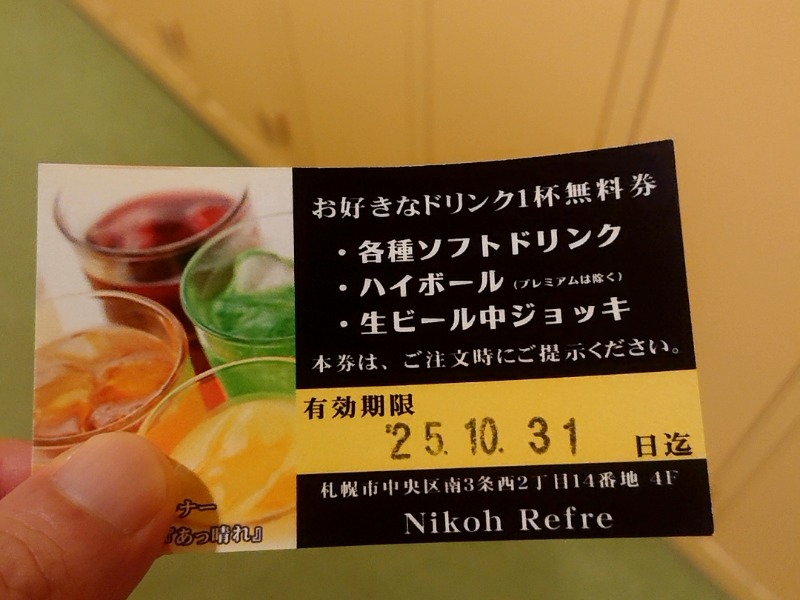 お好きなドリンク1杯無料券
・各種ソフトドリンク
・ハイボール(プレミアムは除く)
・生ビール中ジョッキ
本券は、ご注文時にご提示ください。
有効期限
'25.10.31 日迄
札幌市中央区南3条西2丁目14番地 4F
Nikoh Refre
ナー
『あっ晴れ』